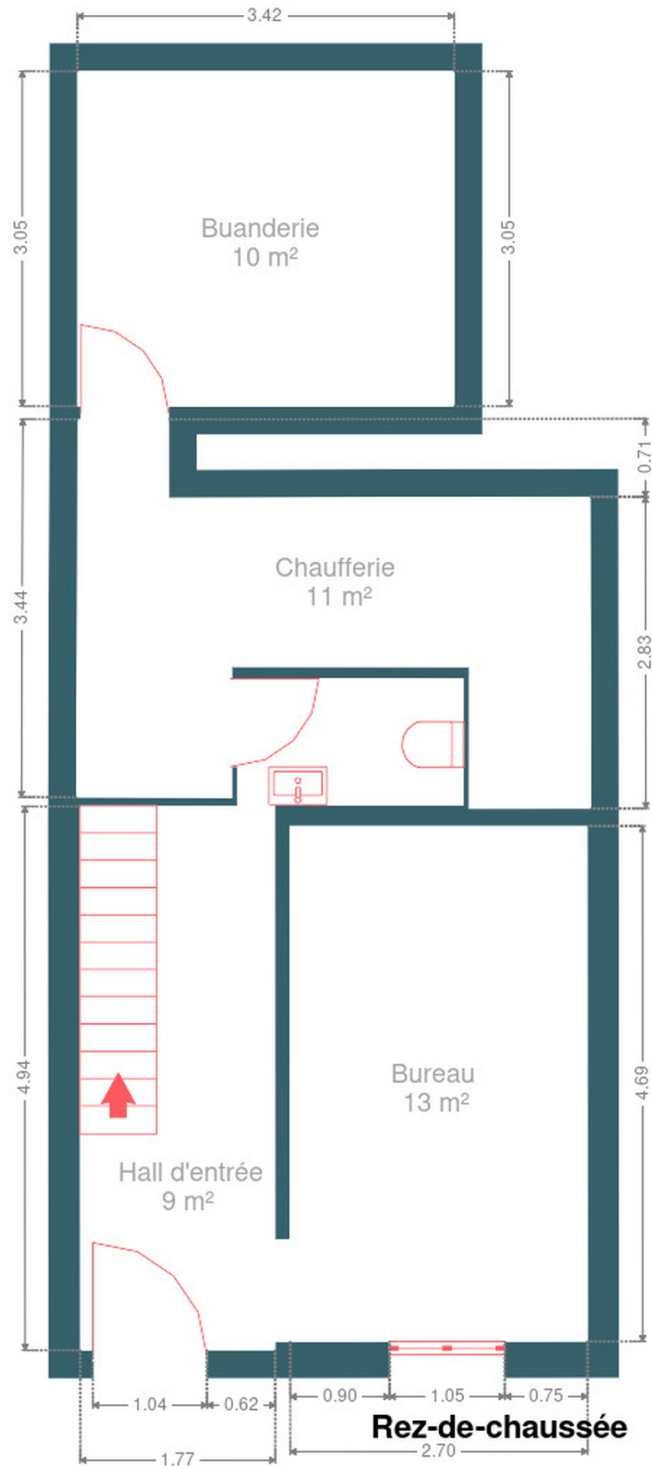 3.42
3.05
3.05
Buanderie
10 m²
0.71
3.44
Chaufferie
11 m²
2.83
4.94
4.69
Bureau
13 m²
Hall d'entrée
9 m²
1.04
0.62
0.90
1.05
0.75
Rez-de-chaussée
1.77
2.70